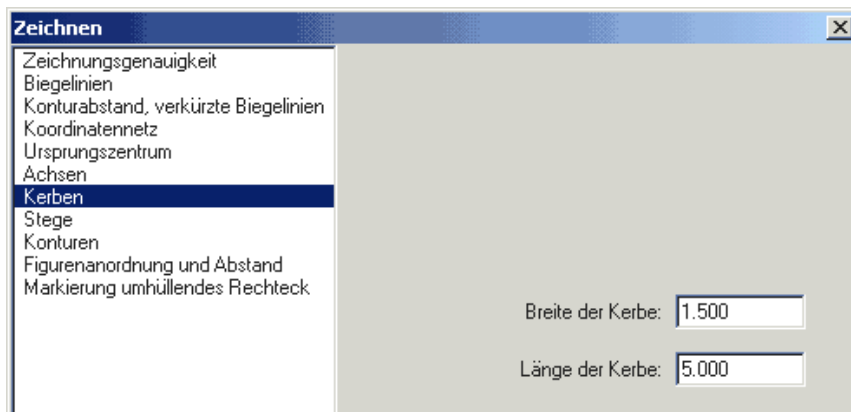 Zeichnen
Zeichnungsgenauigkeit
Biegelinien
Konturabstand, verkürzte Biegelinien
Koordinatennetz
Ursprungszentrum
Achsen
Kerben
Stege
Konturen
Figurenanordnung und Abstand
Markierung umhüllendes Rechteck
Breite der Kerbe: 1.500
Länge der Kerbe: 5.000